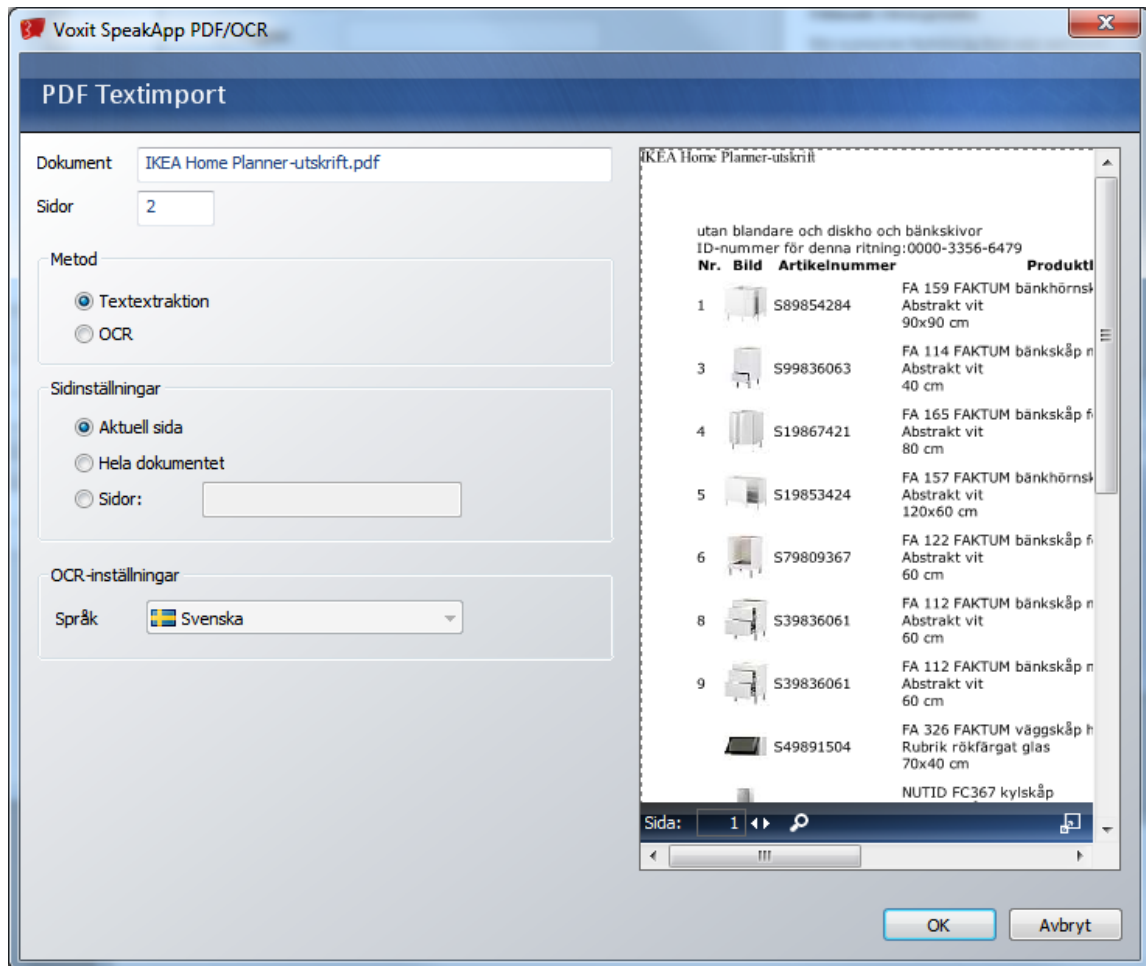 Voxit SpeakApp PDF/OCR
PDF Textimport
Dokument IKEA Home Planner-utskrift.pdf
Sidor 2
Metod
Textextraktion
OCR
Sidinställningar
Aktuell sida
Hela dokumentet
Sidor:
OCR-inställningar
Språk Svenska
IKEA Home Planner-utskrift
utan blandare och diskho och bänkskivor
ID-nummer för denna ritning:0000-3356-6479
Nr. Bild Artikelnummer Produktl
FA 159 FAKTUM bänkhörnsk
1 S89854284 Abstrakt vit
90x90 cm
FA 114 FAKTUM bänkskåp n
3 S99836063 Abstrakt vit
40 cm
FA 165 FAKTUM bänkskåp f
4 S19867421 Abstrakt vit
80 cm
FA 157 FAKTUM bänkhörnsk
5 S19853424 Abstrakt vit
120x60 cm
FA 122 FAKTUM bänkskåp f
6 S79809367 Abstrakt vit
60 cm
FA 112 FAKTUM bänkskåp n
8 S39836061 Abstrakt vit
60 cm
FA 112 FAKTUM bänkskåp n
9 S39836061 Abstrakt vit
60 cm
FA 326 FAKTUM väggskåp h
S49891504 Rubrik rökfärgat glas
70x40 cm
NUTID FC367 kylskåp
Sida: 1
OK Avbryt